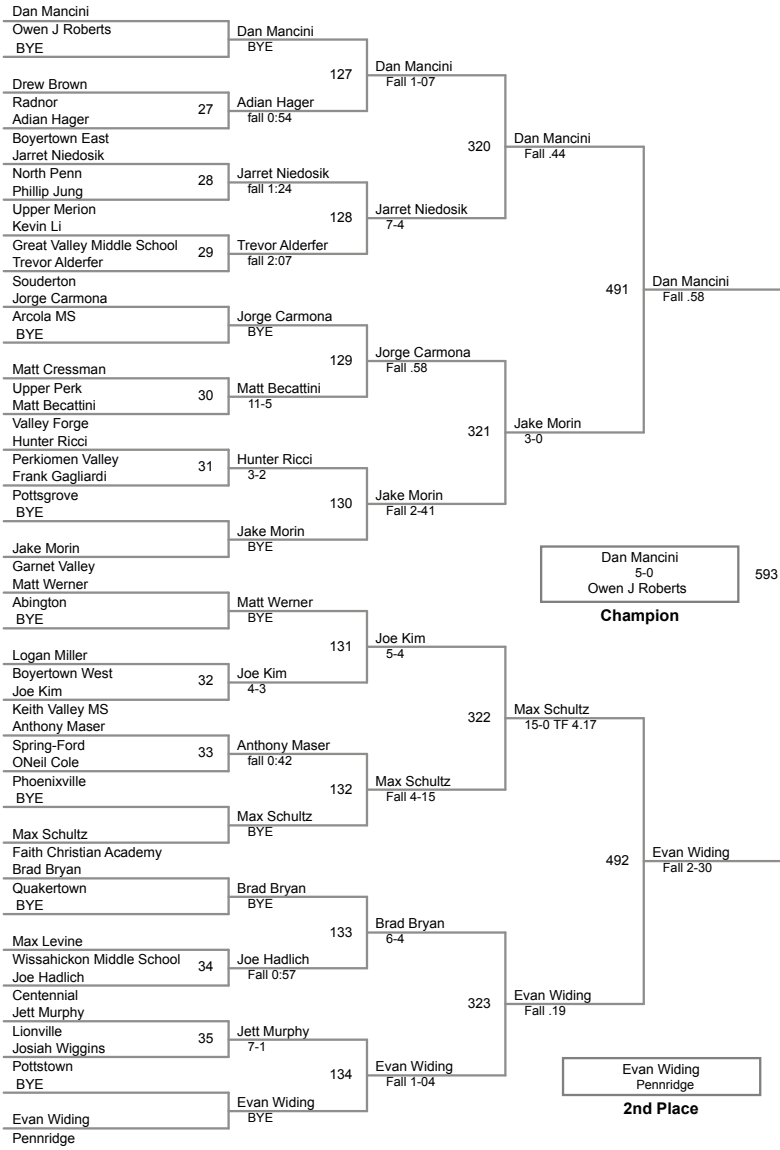 Dan Mancini
Owen J Roberts
BYE
Drew Brown
Radnor
Adian Hager
Boyertown East
Jarret Niedosik
North Penn
Phillip Jung
Upper Merion
Kevin Li
Great Valley Middle School
Trevor Alderfer
Souderton
Jorge Carmona
Arcola MS
BYE
Matt Cressman
Upper Perk
Matt Becattini
Valley Forge
Hunter Ricci
Perkiomen Valley
Frank Gagliardi
Pottsgrove
BYE
Jake Morin
Garnet Valley
Matt Werner
Abington
BYE
Logan Miller
Boyertown West
Joe Kim
Keith Valley MS
Anthony Maser
Spring-Ford
ONeil Cole
Phoenixville
BYE
Max Schultz
Faith Christian Academy
Brad Bryan
Quakertown
BYE
Max Levine
Wissahickon Middle School
Joe Hadlich
Centennial
Jett Murphy
Lionville
Josiah Wiggins
Pottstown
BYE
Evan Widing
Pennridge
27
28
29
30
31
32
33
34
35
Dan Mancini
BYE
Adian Hager
fall 0:54
Jarret Niedosik
fall 1:24
Trevor Alderfer
fall 2:07
Jorge Carmona
BYE
Matt Becattini
11-5
Hunter Ricci
3-2
Jake Morin
BYE
Matt Werner
BYE
Joe Kim
4-3
Anthony Maser
fall 0:42
Max Schultz
BYE
Brad Bryan
BYE
Joe Hadlich
Fall 0:57
Jett Murphy
7-1
Evan Widing
BYE
127
128
129
130
131
132
133
134
Dan Mancini
Fall 1-07
Jarret Niedosik
7-4
Jorge Carmona
Fall .58
Jake Morin
Fall 2-41
Joe Kim
5-4
Max Schultz
Fall 4-15
Brad Bryan
6-4
Evan Widing
Fall 1-04
320
321
322
323
Dan Mancini
Fall .44
Jake Morin
3-0
Max Schultz
15-0 TF 4.17
Evan Widing
Fall .19
491
492
Dan Mancini
Fall .58
Evan Widing
Fall 2-30
Dan Mancini
5-0
Owen J Roberts
593
Champion
Evan Widing
Pennridge
2nd Place